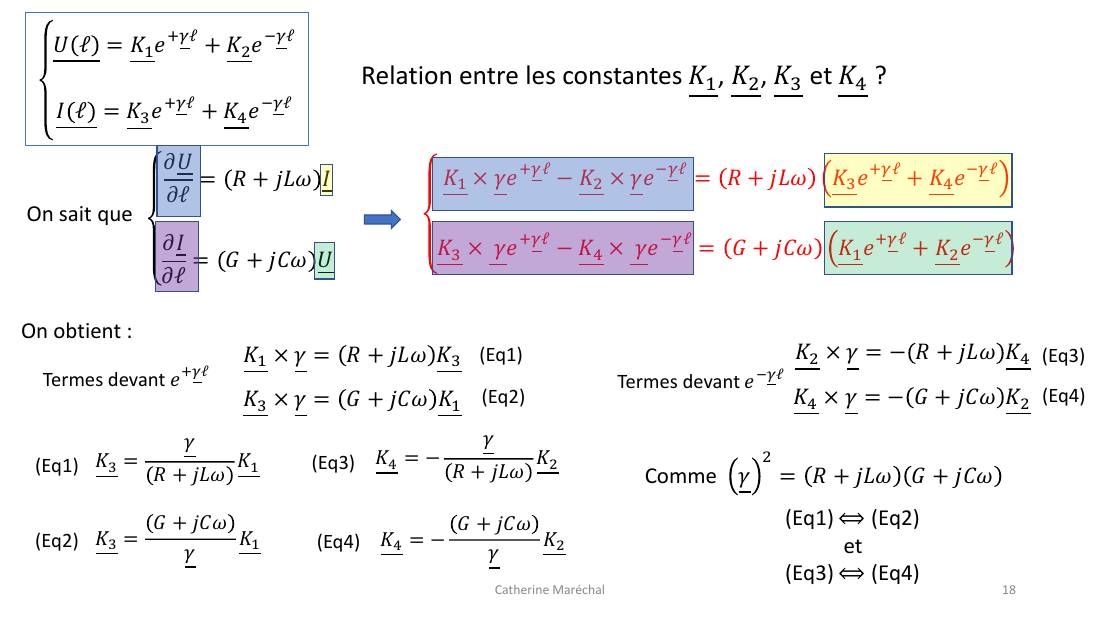 U(ℓ) = K₁e^{+γℓ} + K₂e^{−γℓ}
I(ℓ) = K₃e^{+γℓ} + K₄e^{−γℓ}
Relation entre les constantes K₁, K₂, K₃ et K₄ ?
On sait que
∂U/∂ℓ = (R + jLω)I
∂I/∂ℓ = (G + jCω)U
K₁ × γe^{+γℓ} − K₂ × γe^{−γℓ} = (R + jLω)(K₃e^{+γℓ} + K₄e^{−γℓ})
K₃ × γe^{+γℓ} − K₄ × γe^{−γℓ} = (G + jCω)(K₁e^{+γℓ} + K₂e^{−γℓ})
On obtient :
Termes devant e^{+γℓ}
K₁ × γ = (R + jLω)K₃ (Eq1)
K₃ × γ = (G + jCω)K₁ (Eq2)
Termes devant e^{−γℓ}
K₂ × γ = −(R + jLω)K₄ (Eq3)
K₄ × γ = −(G + jCω)K₂ (Eq4)
(Eq1) K₃ = γ/(R + jLω) K₁
(Eq3) K₄ = − γ/(R + jLω) K₂
(Eq2) K₃ = (G + jCω)/γ K₁
(Eq4) K₄ = − (G + jCω)/γ K₂
Comme (γ)² = (R + jLω)(G + jCω)
(Eq1) ⟺ (Eq2)
et
(Eq3) ⟺ (Eq4)
Catherine Maréchal
18